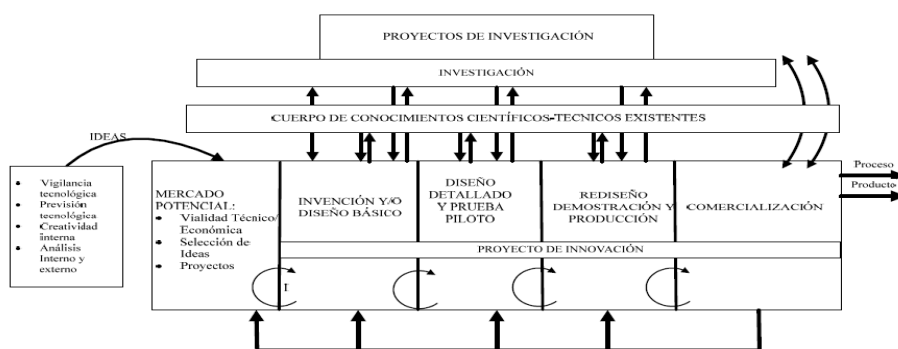 PROYECTOS DE INVESTIGACIÓN
INVESTIGACIÓN
CUERPO DE CONOCIMIENTOS CIENTÍFICOS-TECNICOS EXISTENTES
IDEAS
• Vigilancia
tecnológica
• Previsión
tecnológica
• Creatividad
interna
• Análisis
Interno y
externo
MERCADO
POTENCIAL:
• Vialidad Técnico/
Económica
• Selección de
Ideas
• Proyectos
INVENCIÓN Y/O
DISEÑO BÁSICO
DISEÑO
DETALLADO
Y PRUEBA
PILOTO
REDISEÑO
DEMOSTRACIÓN Y
PRODUCCIÓN
COMERCIALIZACIÓN
Proceso
Producto
PROYECTO DE INNOVACIÓN